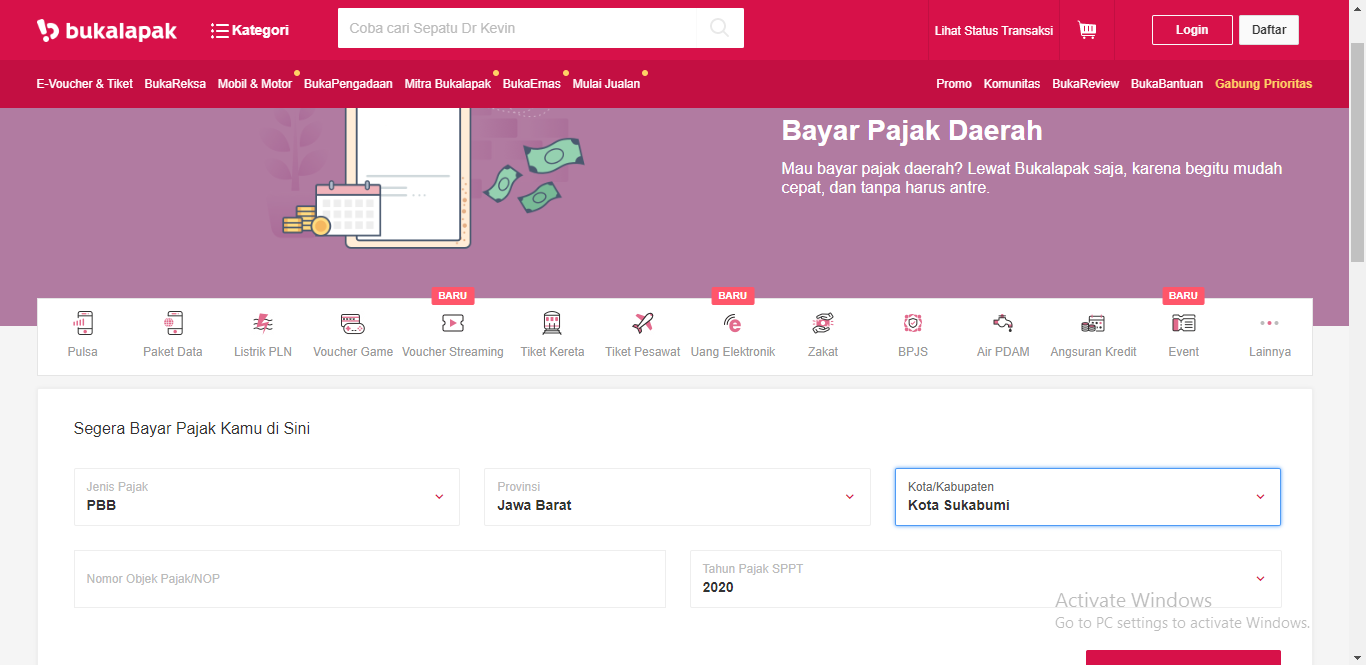 bukalapak
Kategori
Coba cari Sepatu Dr Kevin
Lihat Status Transaksi
Login
Daftar
E-Voucher & Tiket
BukaReksa
Mobil & Motor
BukaPengadaan
Mitra Bukalapak
BukaEmas
Mulai Jualan
Promo
Komunitas
BukaReview
BukaBantuan
Gabung Prioritas
Bayar Pajak Daerah
Mau bayar pajak daerah? Lewat Bukalapak saja, karena begitu mudah
cepat, dan tanpa harus antre.
BARU
BARU
BARU
Pulsa
Paket Data
Listrik PLN
Voucher Game
Voucher Streaming
Tiket Kereta
Tiket Pesawat
Uang Elektronik
Zakat
BPJS
Air PDAM
Angsuran Kredit
Event
Lainnya
Segera Bayar Pajak Kamu di Sini
Jenis Pajak
PBB
Provinsi
Jawa Barat
Kota/Kabupaten
Kota Sukabumi
Nomor Objek Pajak/NOP
Tahun Pajak SPPT
2020
Activate Windows
Go to PC settings to activate Windows.